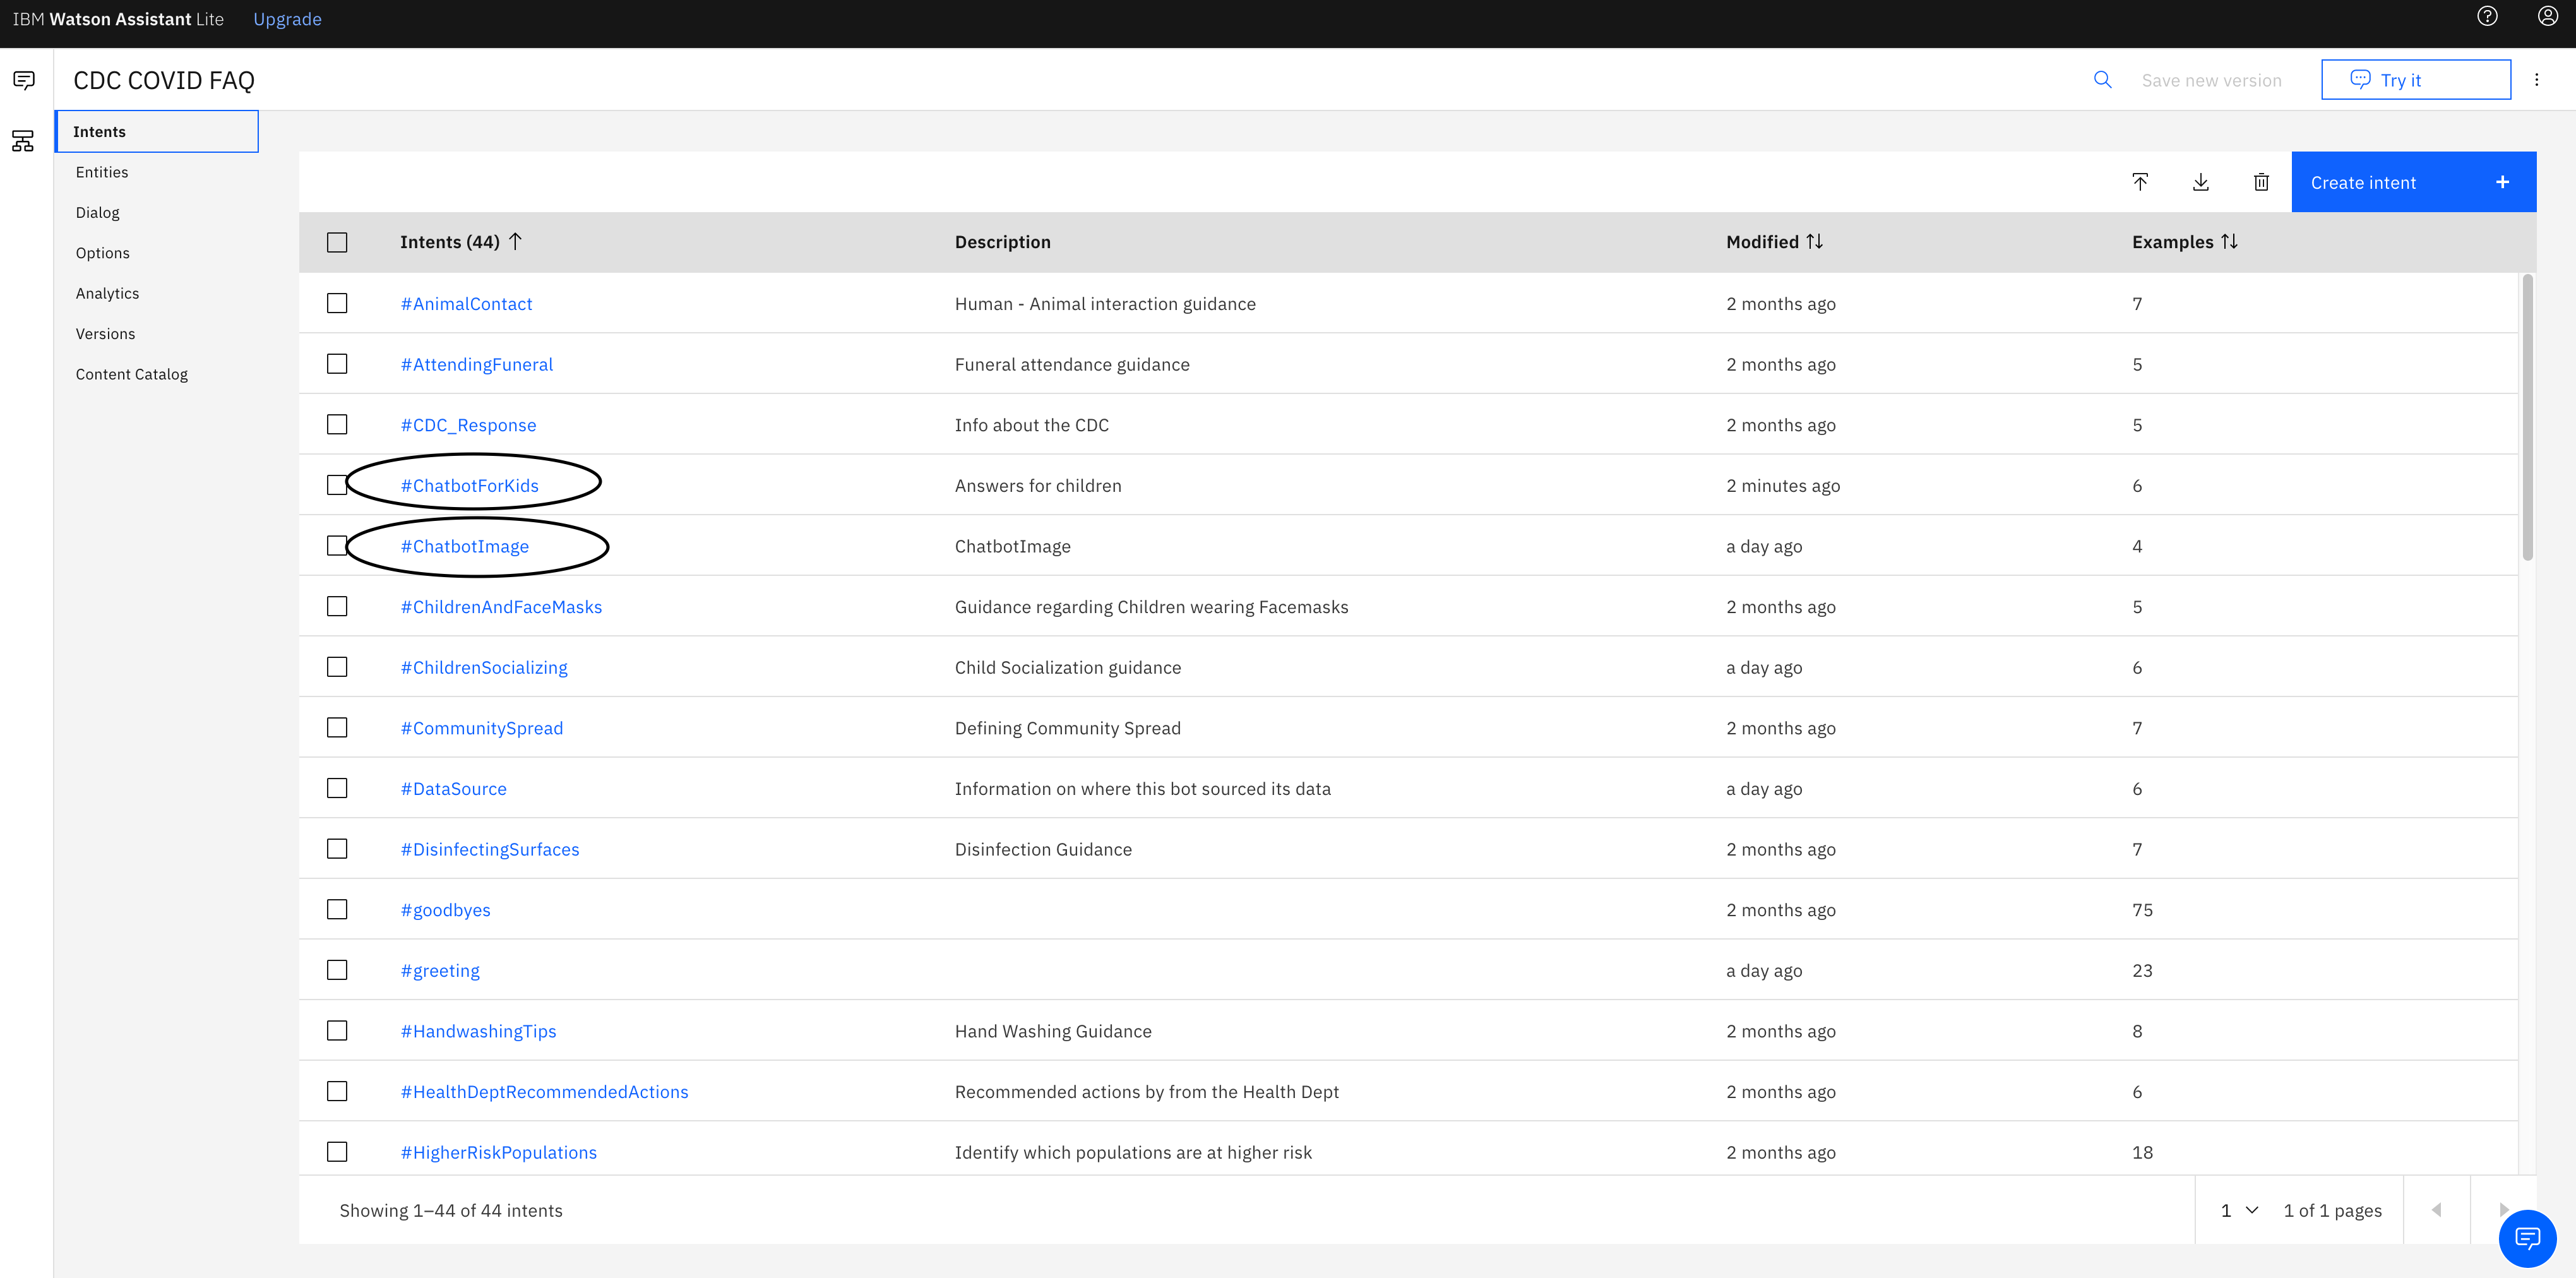 IBM Watson Assistant Lite Upgrade
CDC COVID FAQ Save new version Try it
Intents
Entities
Dialog
Options
Analytics
Versions
Content Catalog
Create intent +
Intents (44) Description Modified Examples
#AnimalContact Human - Animal interaction guidance 2 months ago 7
#AttendingFuneral Funeral attendance guidance 2 months ago 5
#CDC_Response Info about the CDC 2 months ago 5
#ChatbotForKids Answers for children 2 minutes ago 6
#ChatbotImage ChatbotImage a day ago 4
#ChildrenAndFaceMasks Guidance regarding Children wearing Facemasks 2 months ago 5
#ChildrenSocializing Child Socialization guidance a day ago 6
#CommunitySpread Defining Community Spread 2 months ago 7
#DataSource Information on where this bot sourced its data a day ago 6
#DisinfectingSurfaces Disinfection Guidance 2 months ago 7
#goodbyes 2 months ago 75
#greeting a day ago 23
#HandwashingTips Hand Washing Guidance 2 months ago 8
#HealthDeptRecommendedActions Recommended actions by from the Health Dept 2 months ago 6
#HigherRiskPopulations Identify which populations are at higher risk 2 months ago 18
Showing 1–44 of 44 intents 1 1 of 1 pages